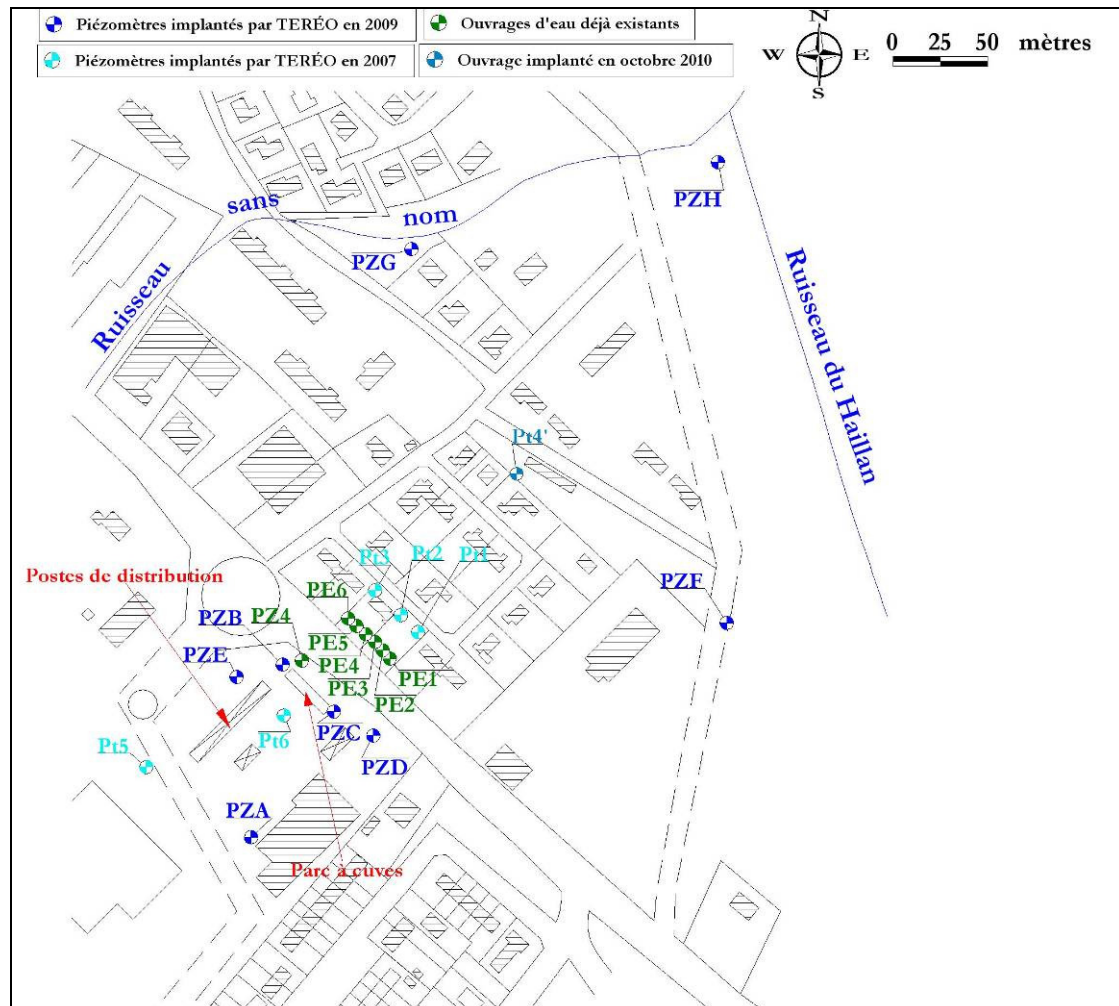 Piézomètres implantés par TERÉO en 2009
Ouvrages d'eau déjà existants
Piézomètres implantés par TERÉO en 2007
Ouvrage implanté en octobre 2010
N
W E
S
0 25 50 mètres
PZH
sans
nom
PZG
Ruisseau
Ruisseau du Haillan
Pt4'
Pt3 Pt2 Pt1
Postes de distribution
PE6
PZF
PZB PZ4
PE5
PZE
PE4 PE1
PE3
PE2
PZC
Pt6
Pt5
PZD
PZA
Parc à cuves